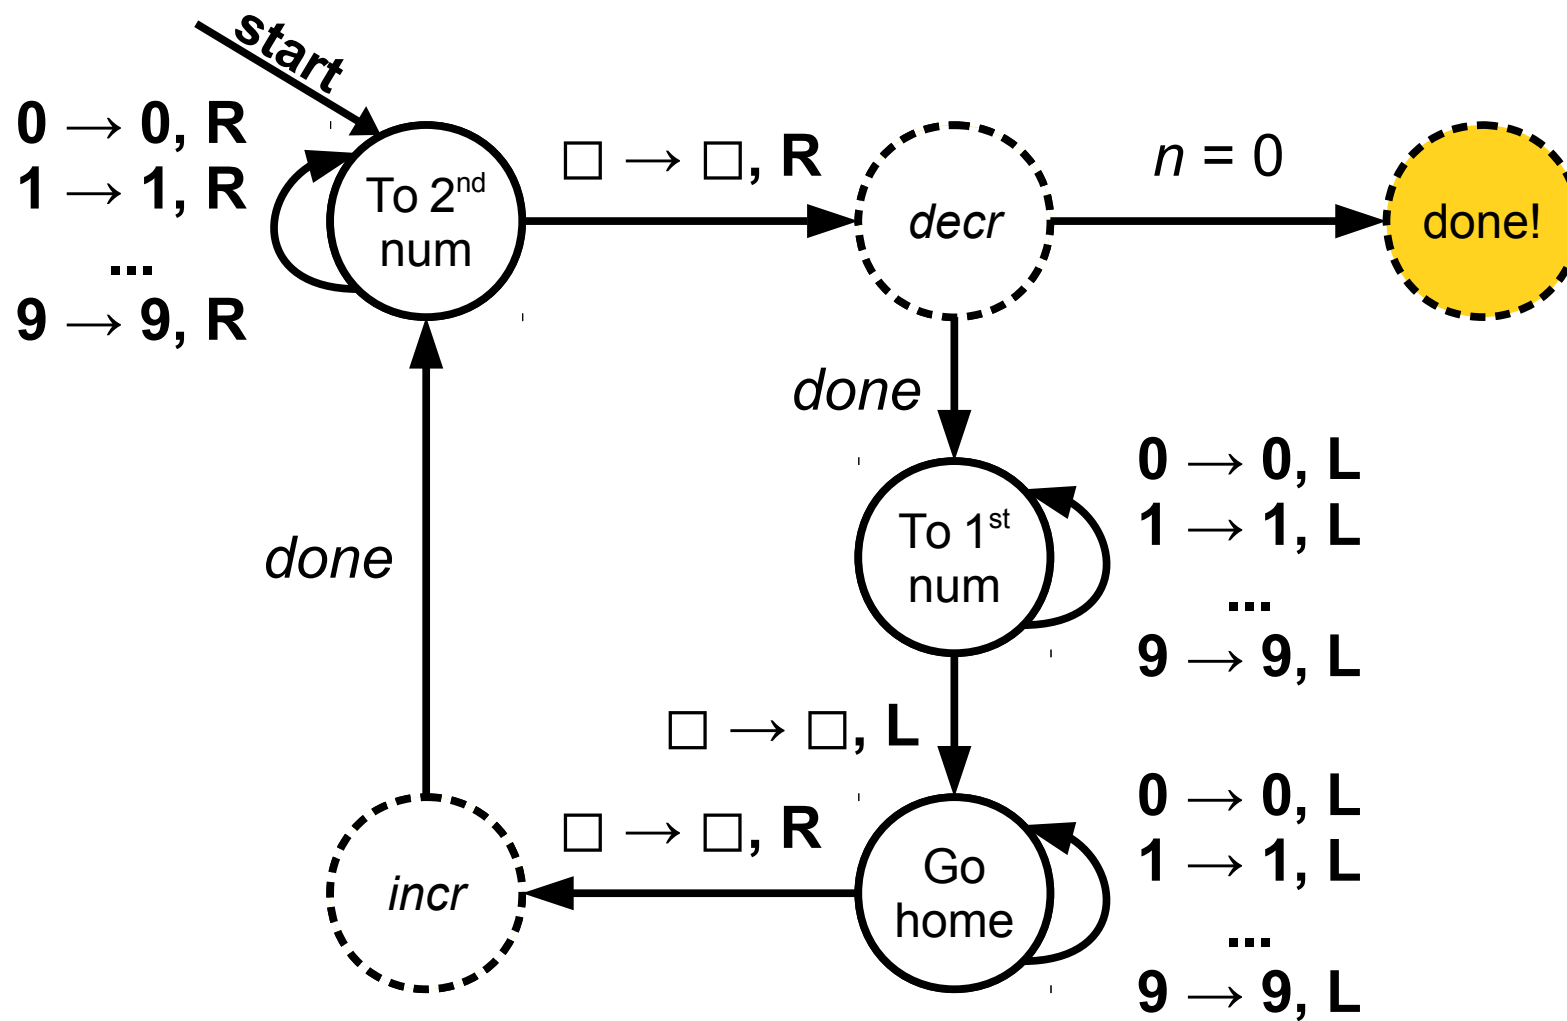 start
0 → 0, R
1 → 1, R
...
9 → 9, R
To 2nd
num
□ → □, R
decr
n = 0
done!
done
To 1st
num
0 → 0, L
1 → 1, L
...
9 → 9, L
□ → □, L
Go
home
0 → 0, L
1 → 1, L
...
9 → 9, L
□ → □, R
incr
done